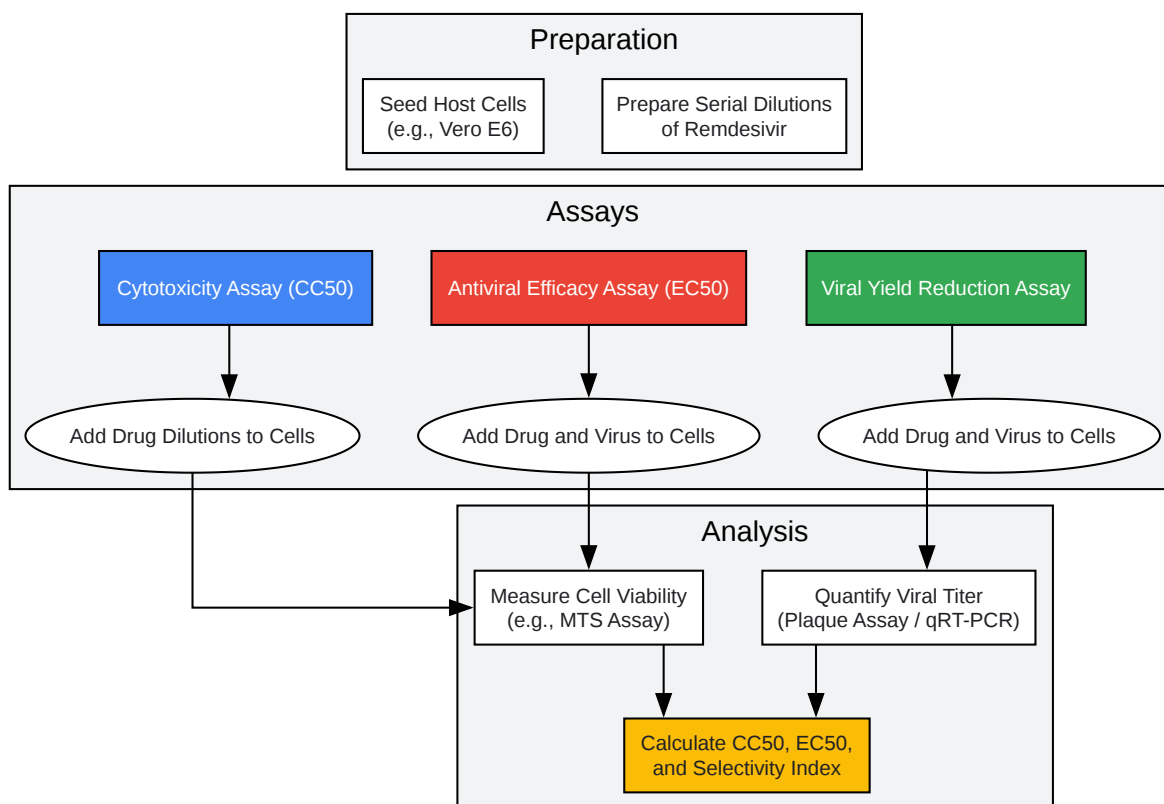 Preparation
Seed Host Cells
(e.g., Vero E6)
Prepare Serial Dilutions
of Remdesivir
Assays
Cytotoxicity Assay (CC50)
Antiviral Efficacy Assay (EC50)
Viral Yield Reduction Assay
Add Drug Dilutions to Cells
Add Drug and Virus to Cells
Add Drug and Virus to Cells
Analysis
Measure Cell Viability
(e.g., MTS Assay)
Quantify Viral Titer
(Plaque Assay / qRT-PCR)
Calculate CC50, EC50,
and Selectivity Index